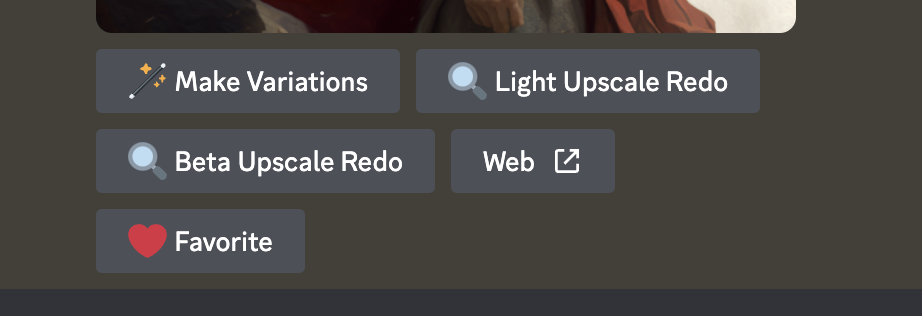 Make Variations
Light Upscale Redo
Beta Upscale Redo
Web
Favorite